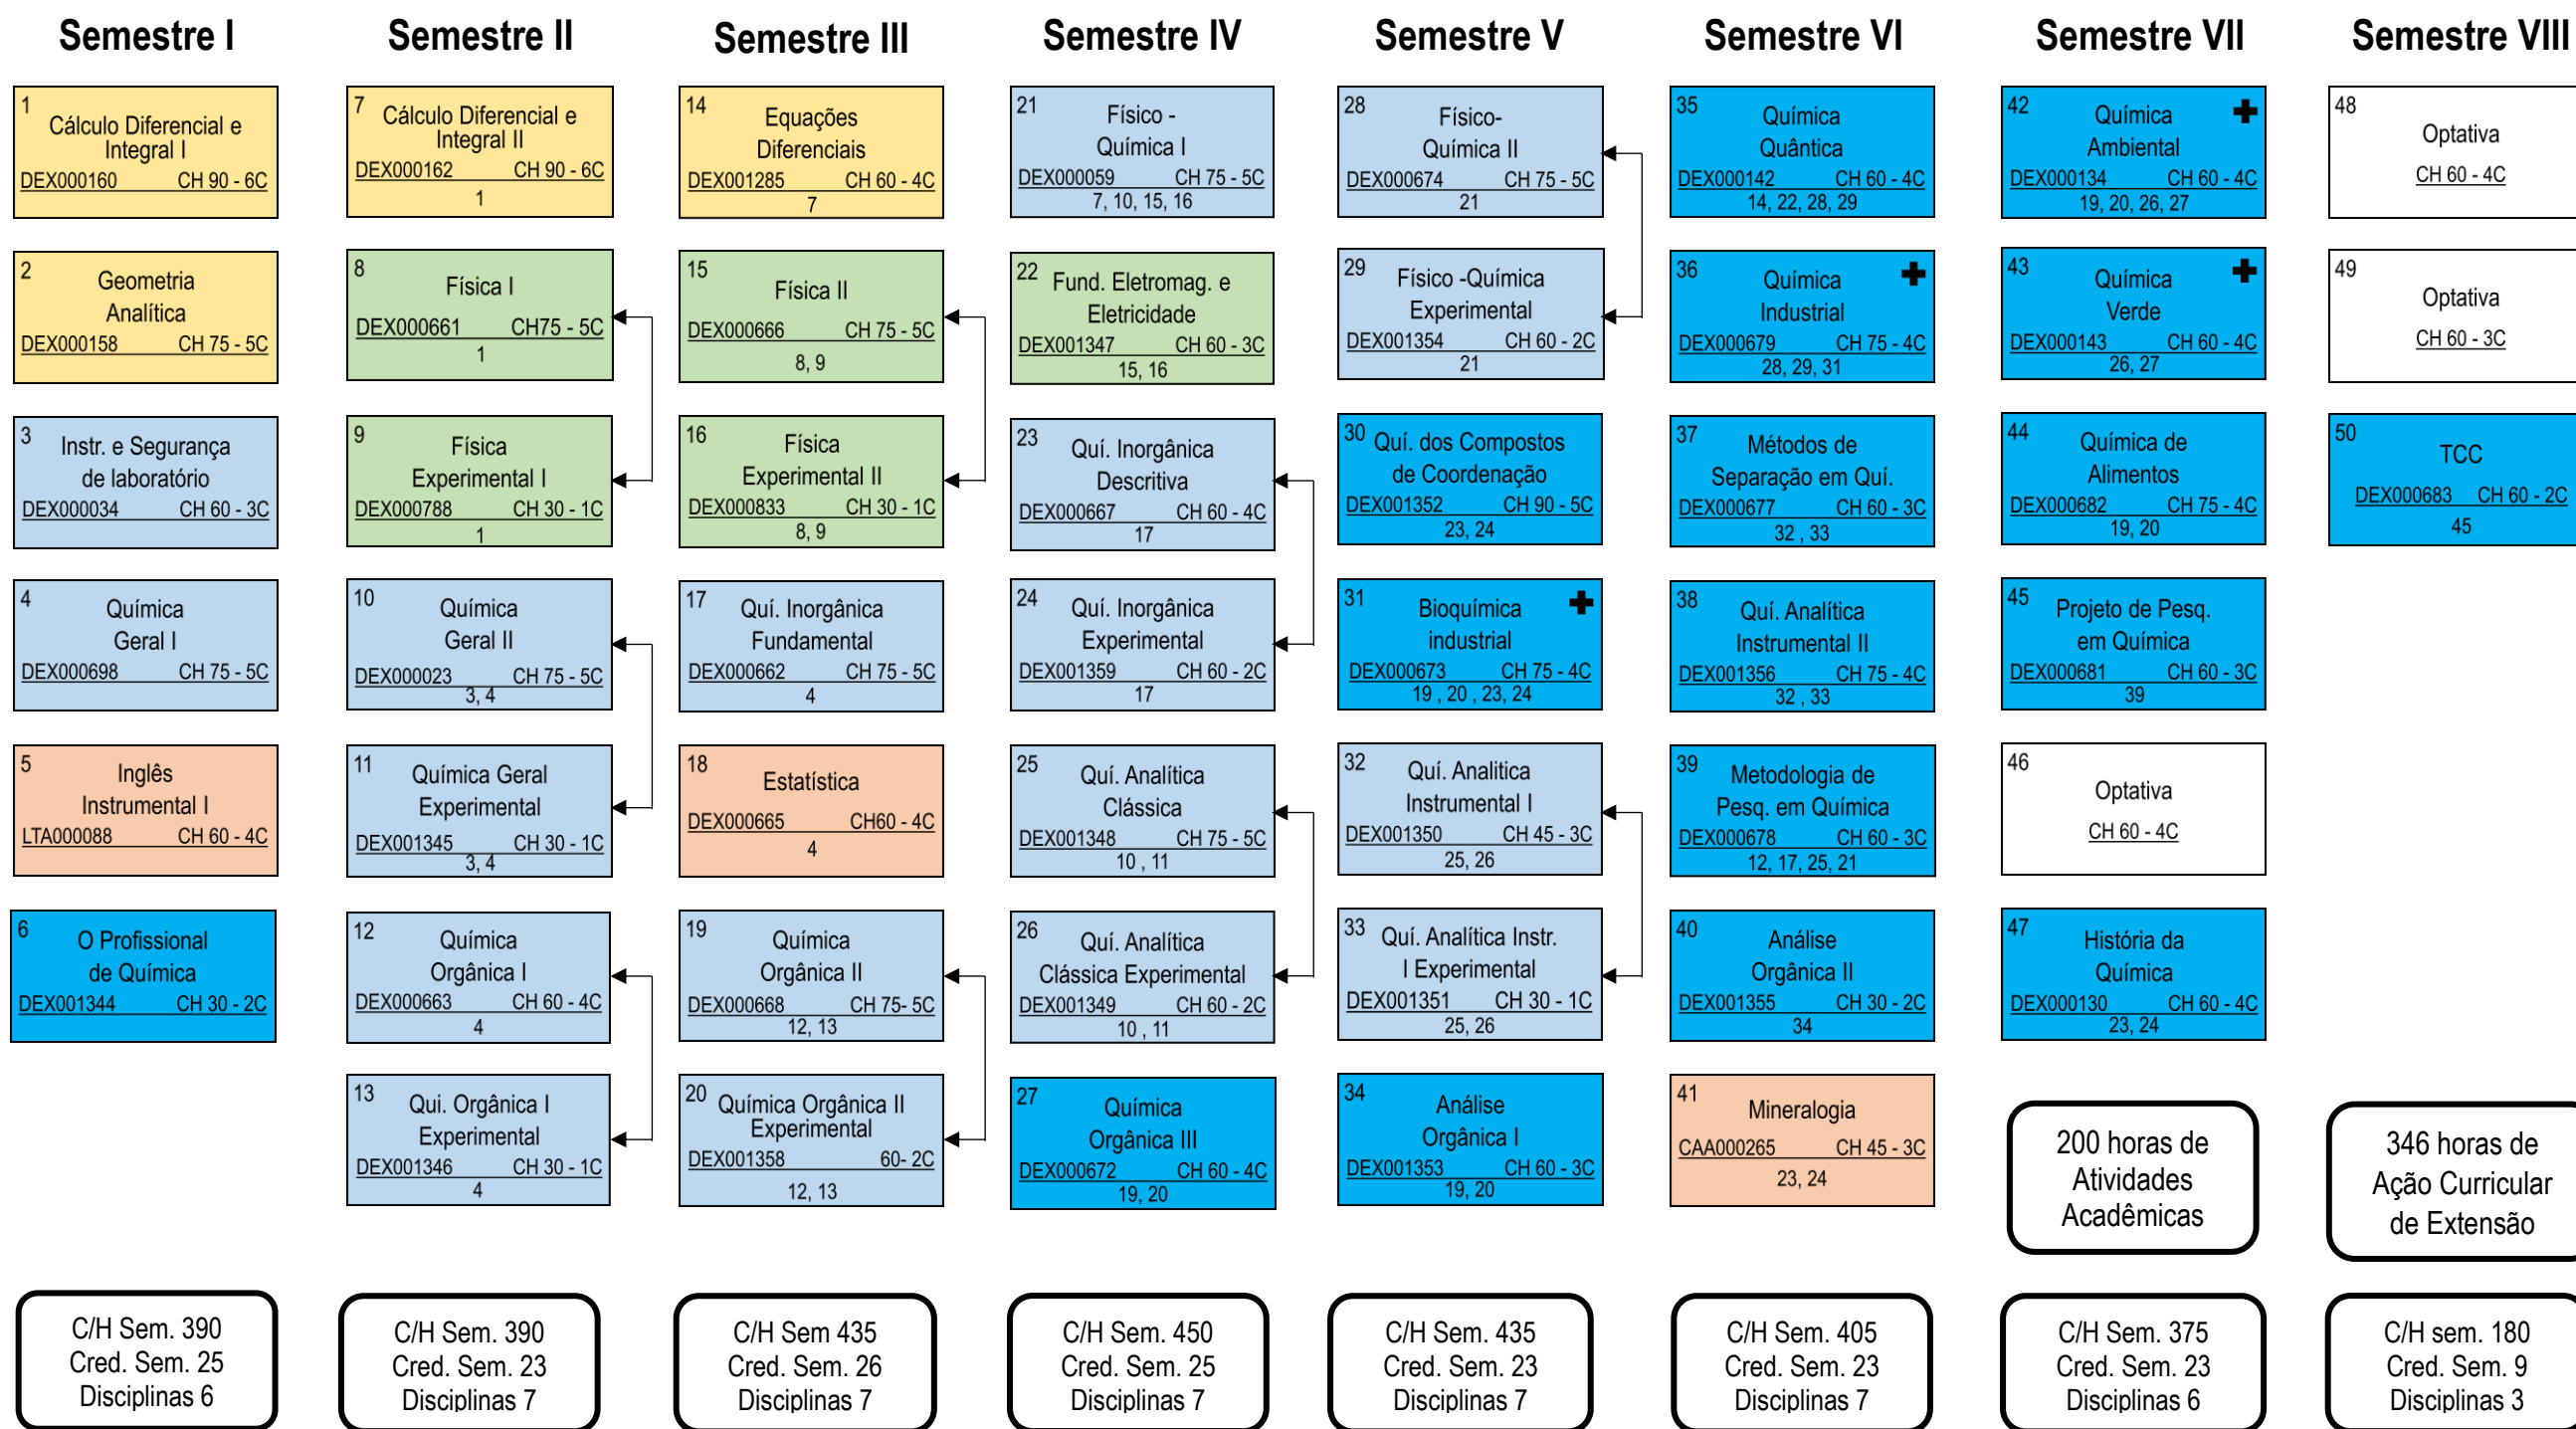 Semestre I
1
Cálculo Diferencial e
Integral I
DEX000160 CH 90 - 6C
2
Geometria
Analítica
DEX000158 CH 75 - 5C
3
Instr. e Segurança
de laboratório
DEX000034 CH 60 - 3C
4
Química
Geral I
DEX000698 CH 75 - 5C
5
Inglês
Instrumental I
LTA000088 CH 60 - 4C
6
O Profissional
de Química
DEX001344 CH 30 - 2C
C/H Sem. 390
Cred. Sem. 25
Disciplinas 6
Semestre II
7
Cálculo Diferencial e
Integral II
DEX000162 CH 90 - 6C
1
8
Física I
DEX000661 CH75 - 5C
1
9
Física
Experimental I
DEX000788 CH 30 - 1C
1
10
Química
Geral II
DEX000023 CH 75 - 5C
3, 4
11
Química Geral
Experimental
DEX001345 CH 30 - 1C
3, 4
12
Química
Orgânica I
DEX000663 CH 60 - 4C
4
13
Qui. Orgânica I
Experimental
DEX001346 CH 30 - 1C
4
C/H Sem. 390
Cred. Sem. 23
Disciplinas 7
Semestre III
14
Equações
Diferenciais
DEX001285 CH 60 - 4C
7
15
Física II
DEX000666 CH 75 - 5C
8, 9
16
Física
Experimental II
DEX000833 CH 30 - 1C
8, 9
17
Quí. Inorgânica
Fundamental
DEX000662 CH 75 - 5C
4
18
Estatística
DEX000665 CH60 - 4C
4
19
Química
Orgânica II
DEX000668 CH 75- 5C
12, 13
20
Química Orgânica II
Experimental
DEX001358 60- 2C
12, 13
C/H Sem 435
Cred. Sem. 26
Disciplinas 7
Semestre IV
21
Físico -
Química I
DEX000059 CH 75 - 5C
7, 10, 15, 16
22
Fund. Eletromag. e
Eletricidade
DEX001347 CH 60 - 3C
15, 16
23
Quí. Inorgânica
Descritiva
DEX000667 CH 60 - 4C
17
24
Quí. Inorgânica
Experimental
DEX001359 CH 60 - 2C
17
25
Quí. Analítica
Clássica
DEX001348 CH 75 - 5C
10 , 11
26
Quí. Analítica
Clássica Experimental
DEX001349 CH 60 - 2C
10 , 11
27
Química
Orgânica III
DEX000672 CH 60 - 4C
19, 20
C/H Sem. 450
Cred. Sem. 25
Disciplinas 7
Semestre V
28
Físico-
Química II
DEX000674 CH 75 - 5C
21
29
Físico -Química
Experimental
DEX001354 CH 60 - 2C
21
30
Quí. dos Compostos
de Coordenação
DEX001352 CH 90 - 5C
23, 24
31
Bioquímica
industrial
DEX000673 CH 75 - 4C
19 , 20 , 23, 24
32
Quí. Analitica
Instrumental I
DEX001350 CH 45 - 3C
25, 26
33
Quí. Analítica Instr.
I Experimental
DEX001351 CH 30 - 1C
25, 26
34
Análise
Orgânica I
DEX001353 CH 60 - 3C
19, 20
C/H Sem. 435
Cred. Sem. 23
Disciplinas 7
Semestre VI
35
Química
Quântica
DEX000142 CH 60 - 4C
14, 22, 28, 29
36
Química
Industrial
DEX000679 CH 75 - 4C
28, 29, 31
37
Métodos de
Separação em Quí.
DEX000677 CH 60 - 3C
32 , 33
38
Quí. Analítica
Instrumental II
DEX001356 CH 75 - 4C
32 , 33
39
Metodologia de
Pesq. em Química
DEX000678 CH 60 - 3C
12, 17, 25, 21
40
Análise
Orgânica II
DEX001355 CH 30 - 2C
34
41
Mineralogia
CAA000265 CH 45 - 3C
23, 24
C/H Sem. 405
Cred. Sem. 23
Disciplinas 7
Semestre VII
42
Química
Ambiental
DEX000134 CH 60 - 4C
19, 20, 26, 27
43
Química
Verde
DEX000143 CH 60 - 4C
26, 27
44
Química de
Alimentos
DEX000682 CH 75 - 4C
19, 20
45
Projeto de Pesq.
em Química
DEX000681 CH 60 - 3C
39
46
Optativa
CH 60 - 4C
47
História da
Química
DEX000130 CH 60 - 4C
23, 24
200 horas de
Atividades
Acadêmicas
C/H Sem. 375
Cred. Sem. 23
Disciplinas 6
Semestre VIII
48
Optativa
CH 60 - 4C
49
Optativa
CH 60 - 3C
50
TCC
DEX000683 CH 60 - 2C
45
346 horas de
Ação Curricular
de Extensão
C/H sem. 180
Cred. Sem. 9
Disciplinas 3